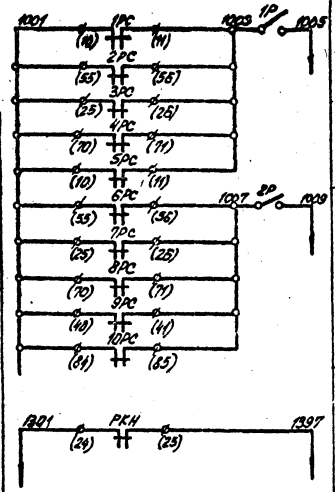 1001 1РС 1003 1Р 1005
(10) (11)
2РС
(55) (56)
3РС
(25) (26)
4РС
(70) (71)
5РС
(10) (11)
6РС 1007 2Р 1009
(55) (56)
7РС
(25) (26)
8РС
(70) (71)
9РС
(40) (41)
10РС
(84) (85)
РКН 1397
(24) (25)